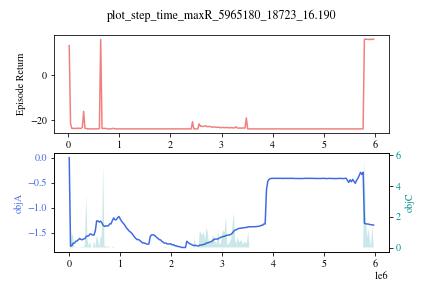 plot_step_time_maxR_5965180_18723_16.190
Episode Return
0
−20
0 1 2 3 4 5 6
objA
0.0
−0.5
−1.0
−1.5
objC
6
4
2
0
0 1 2 3 4 5 6
1e6